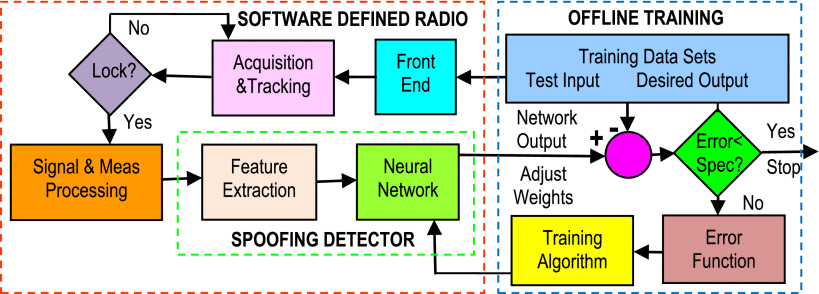 No
SOFTWARE DEFINED RADIO
OFFLINE TRAINING
Lock?
Acquisition
&Tracking
Front
End
Training Data Sets
Test Input Desired Output
Yes
Network
Output
+
-
Error<
Spec?
Yes
Stop
Signal & Meas
Processing
Feature
Extraction
Neural
Network
Adjust
Weights
No
SPOOFING DETECTOR
Training
Algorithm
Error
Function